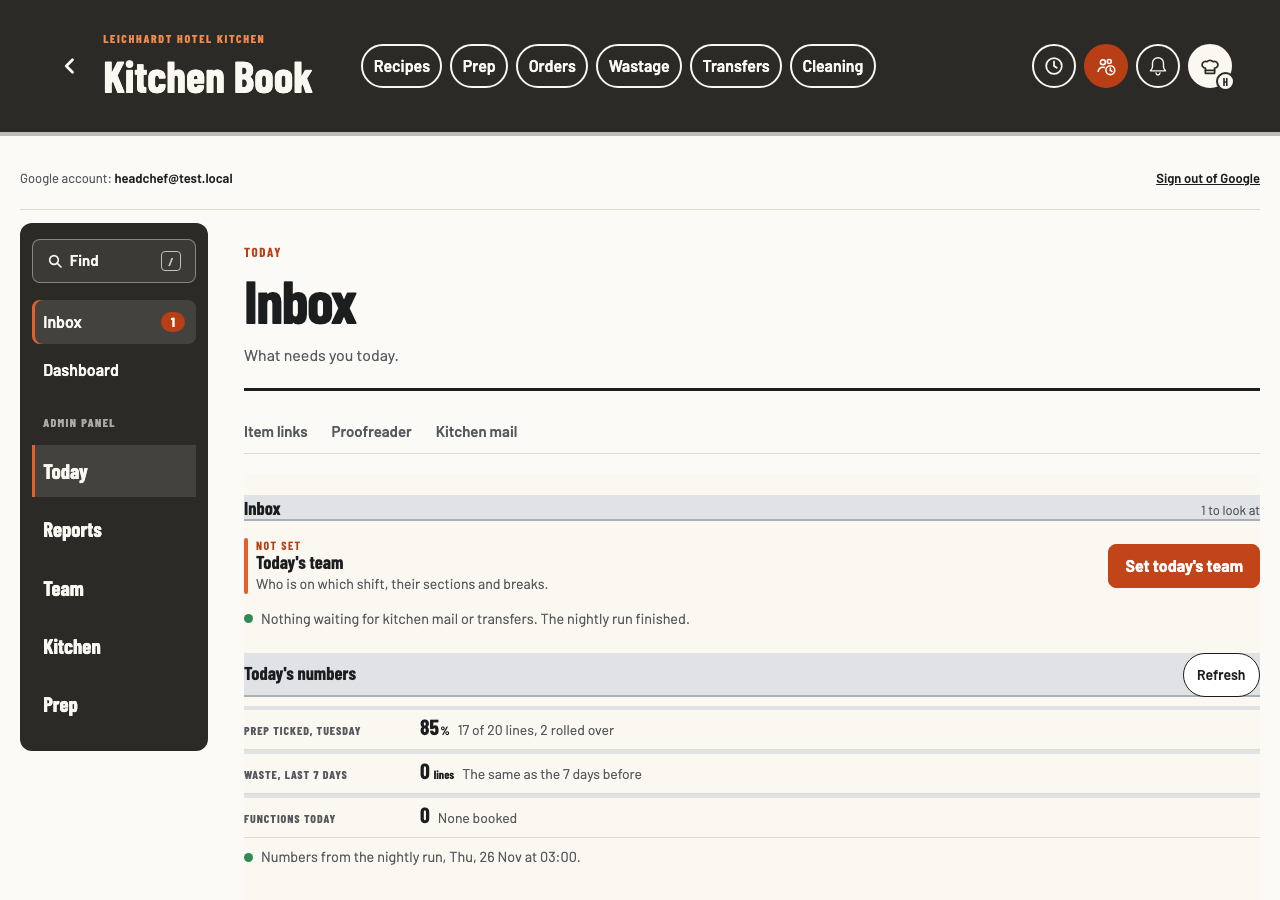 LEICHHARDT HOTEL KITCHEN
Kitchen Book
Recipes
Prep
Orders
Wastage
Transfers
Cleaning
H
Google account: headchef@test.local
Sign out of Google
Find
/
Inbox
1
Dashboard
ADMIN PANEL
Today
Reports
Team
Kitchen
Prep
TODAY
Inbox
What needs you today.
Item links
Proofreader
Kitchen mail
Inbox
1 to look at
NOT SET
Today's team
Who is on which shift, their sections and breaks.
Set today's team
Nothing waiting for kitchen mail or transfers. The nightly run finished.
Today's numbers
Refresh
PREP TICKED, TUESDAY
85% 17 of 20 lines, 2 rolled over
WASTE, LAST 7 DAYS
0 lines The same as the 7 days before
FUNCTIONS TODAY
0 None booked
Numbers from the nightly run, Thu, 26 Nov at 03:00.